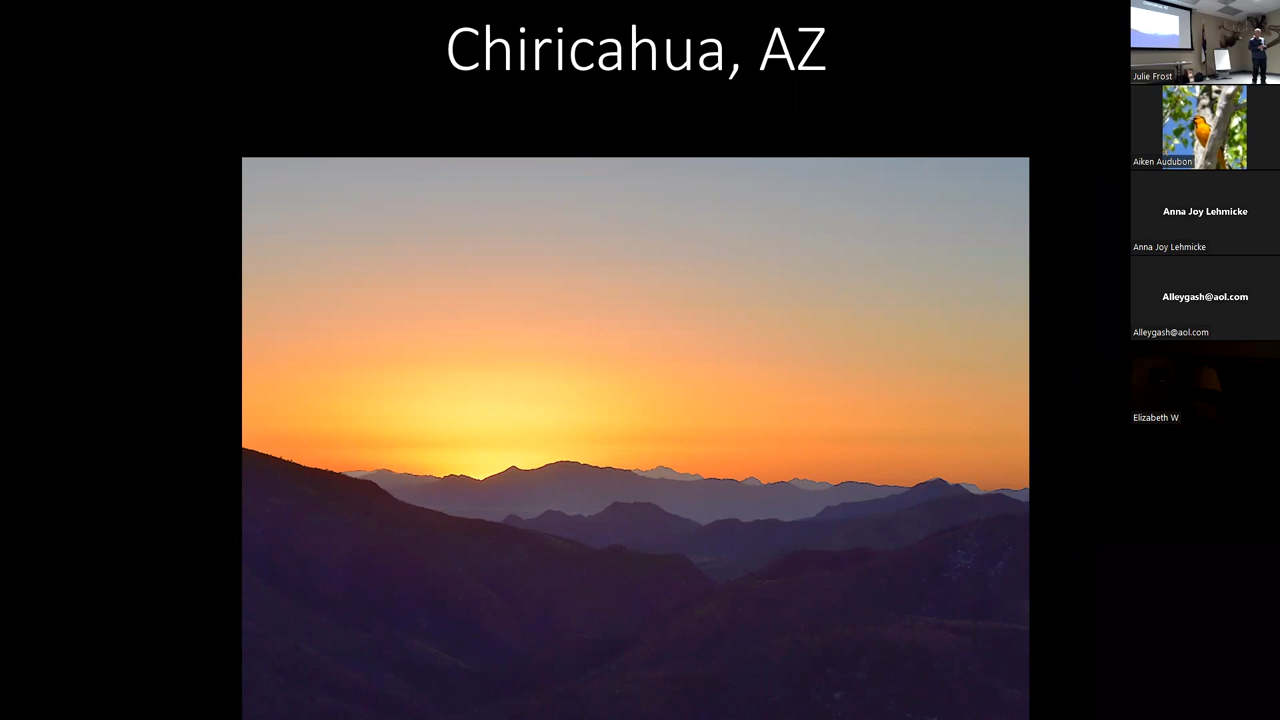 Chiricahua, AZ
Julie Frost
Aiken Audubon
Anna Joy Lehmicke
Anna Joy Lehmicke
Alleygash@aol.com
Alleygash@aol.com
Elizabeth W